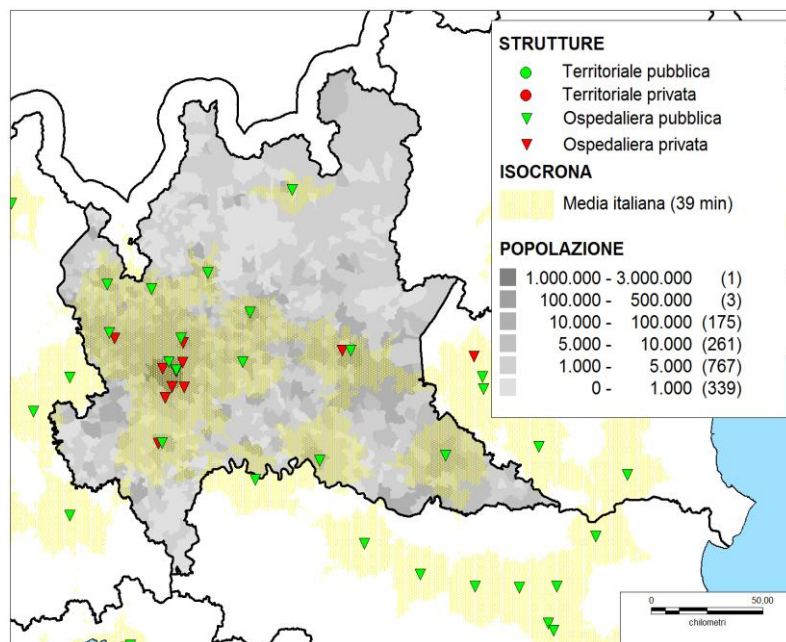 STRUTTURE
Territoriale pubblica
Territoriale privata
Ospedaliera pubblica
Ospedaliera privata
ISOCRONA
Media italiana (39 min)
POPOLAZIONE
1.000.000 - 3.000.000 (1)
100.000 - 500.000 (3)
10.000 - 100.000 (175)
5.000 - 10.000 (261)
1.000 - 5.000 (767)
0 - 1.000 (339)
0 50,00
chilometri